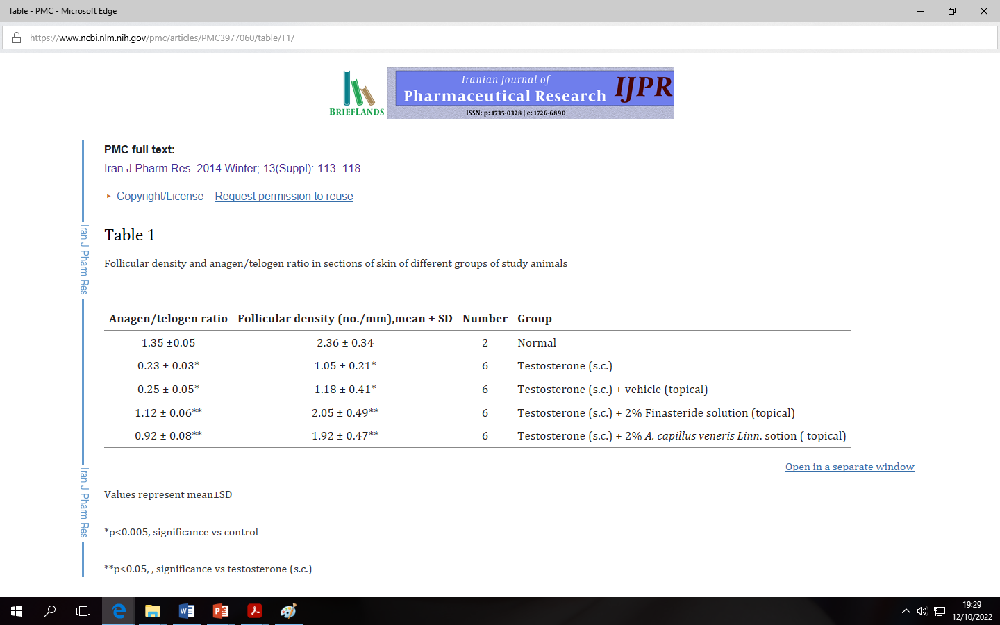 Table - PMC - Microsoft Edge
https://www.ncbi.nlm.nih.gov/pmc/articles/PMC3977060/table/T1/
BRIEFLANDS
Iranian Journal of
Pharmaceutical Research
IJPR
ISSN: p: 1735-0328 | e: 1726-6890
PMC full text:
Iran J Pharm Res. 2014 Winter; 13(Suppl): 113–118.
Copyright/License Request permission to reuse
Iran J Pharm Res
Table 1
Follicular density and anagen/telogen ratio in sections of skin of different groups of study animals
Anagen/telogen ratio Follicular density (no./mm),mean ± SD Number Group
1.35 ±0.05 2.36 ± 0.34 2 Normal
0.23 ± 0.03* 1.05 ± 0.21* 6 Testosterone (s.c.)
0.25 ± 0.05* 1.18 ± 0.41* 6 Testosterone (s.c.) + vehicle (topical)
1.12 ± 0.06** 2.05 ± 0.49** 6 Testosterone (s.c.) + 2% Finasteride solution (topical)
0.92 ± 0.08** 1.92 ± 0.47** 6 Testosterone (s.c.) + 2% A. capillus veneris Linn. sotion ( topical)
Open in a separate window
Iran J Pharm Res
Values represent mean±SD
*p<0.005, significance vs control
**p<0.05, , significance vs testosterone (s.c.)
19:29
12/10/2022